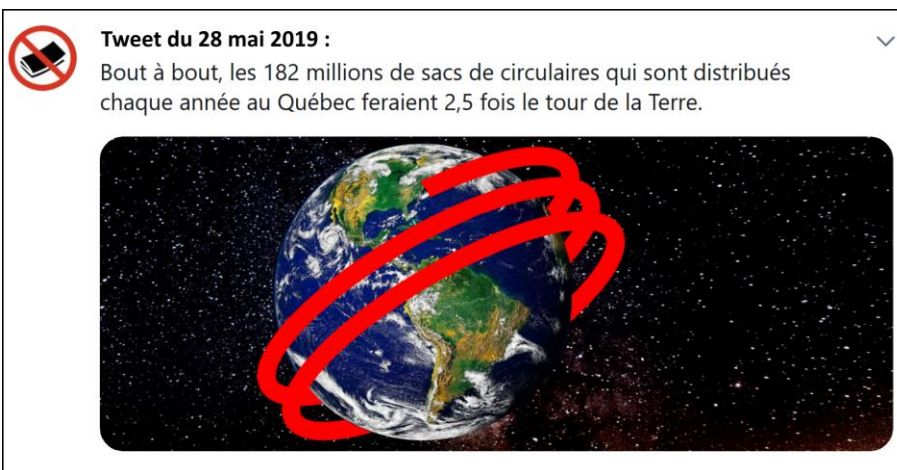 Tweet du 28 mai 2019 :
Bout à bout, les 182 millions de sacs de circulaires qui sont distribués
chaque année au Québec feraient 2,5 fois le tour de la Terre.